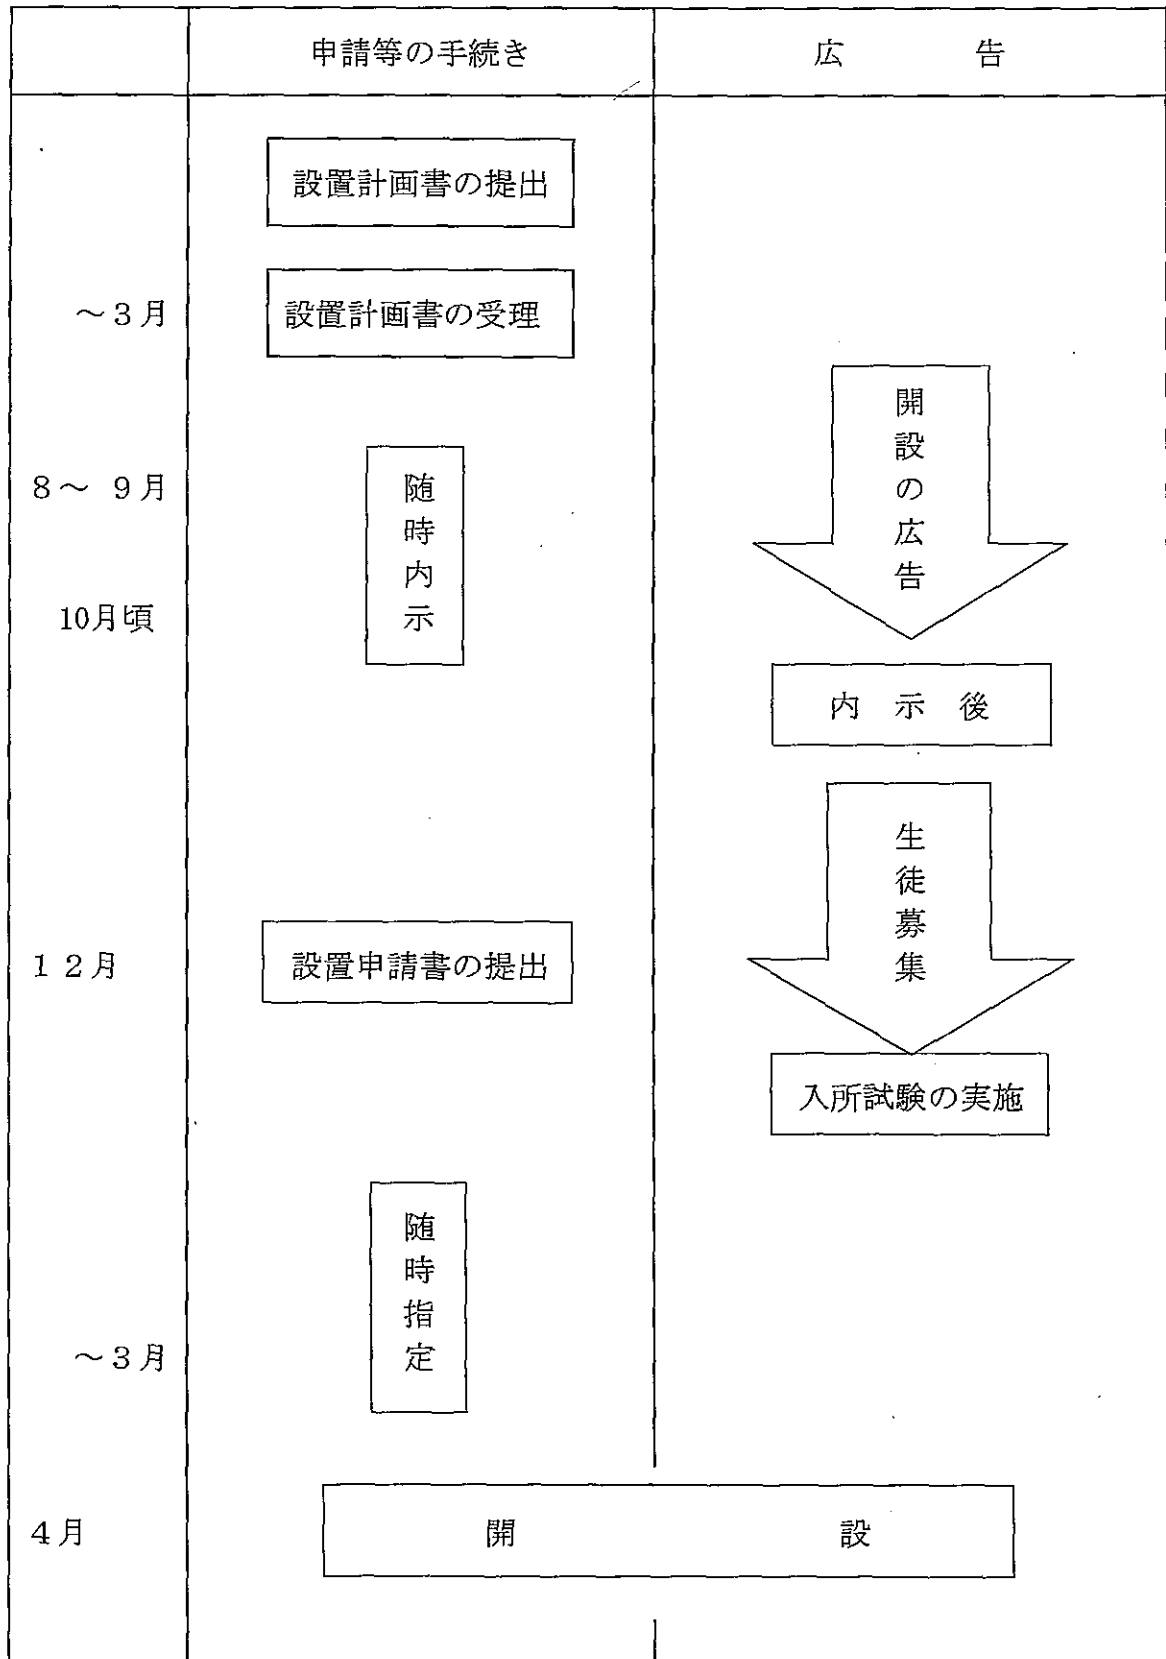 申請等の手続き
広告
設置計画書の提出
~3月
設置計画書の受理
開設の広告
8~ 9月
随時内示
10月頃
内示後
生徒募集
12月
設置申請書の提出
入所試験の実施
随時指定
~3月
4月
開設